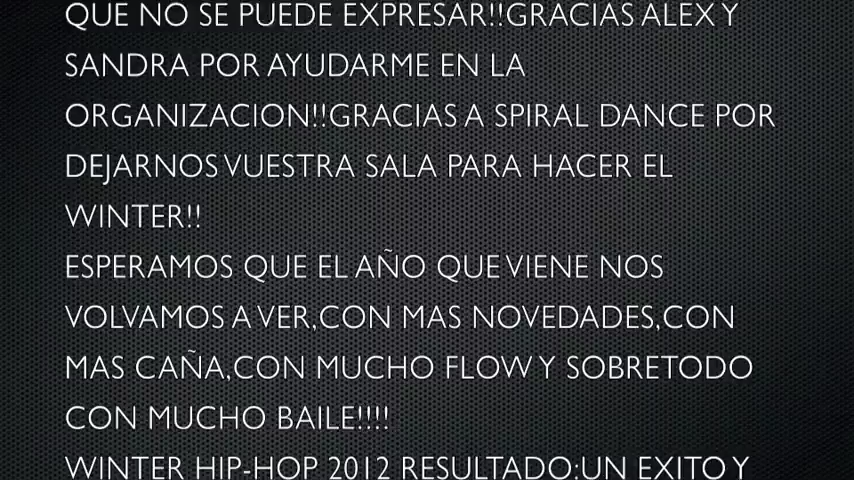 QUE NO SE PUEDE EXPRESAR!!GRACIAS ALEX Y
SANDRA POR AYUDARME EN LA
ORGANIZACION!!GRACIAS A SPIRAL DANCE POR
DEJARNOS VUESTRA SALA PARA HACER EL
WINTER!!
ESPERAMOS QUE EL AÑO QUE VIENE NOS
VOLVAMOS A VER,CON MAS NOVEDADES,CON
MAS CAÑA,CON MUCHO FLOW Y SOBRETODO
CON MUCHO BAILE!!!!
WINTER HIP-HOP 2012 RESULTADO:UN EXITO Y